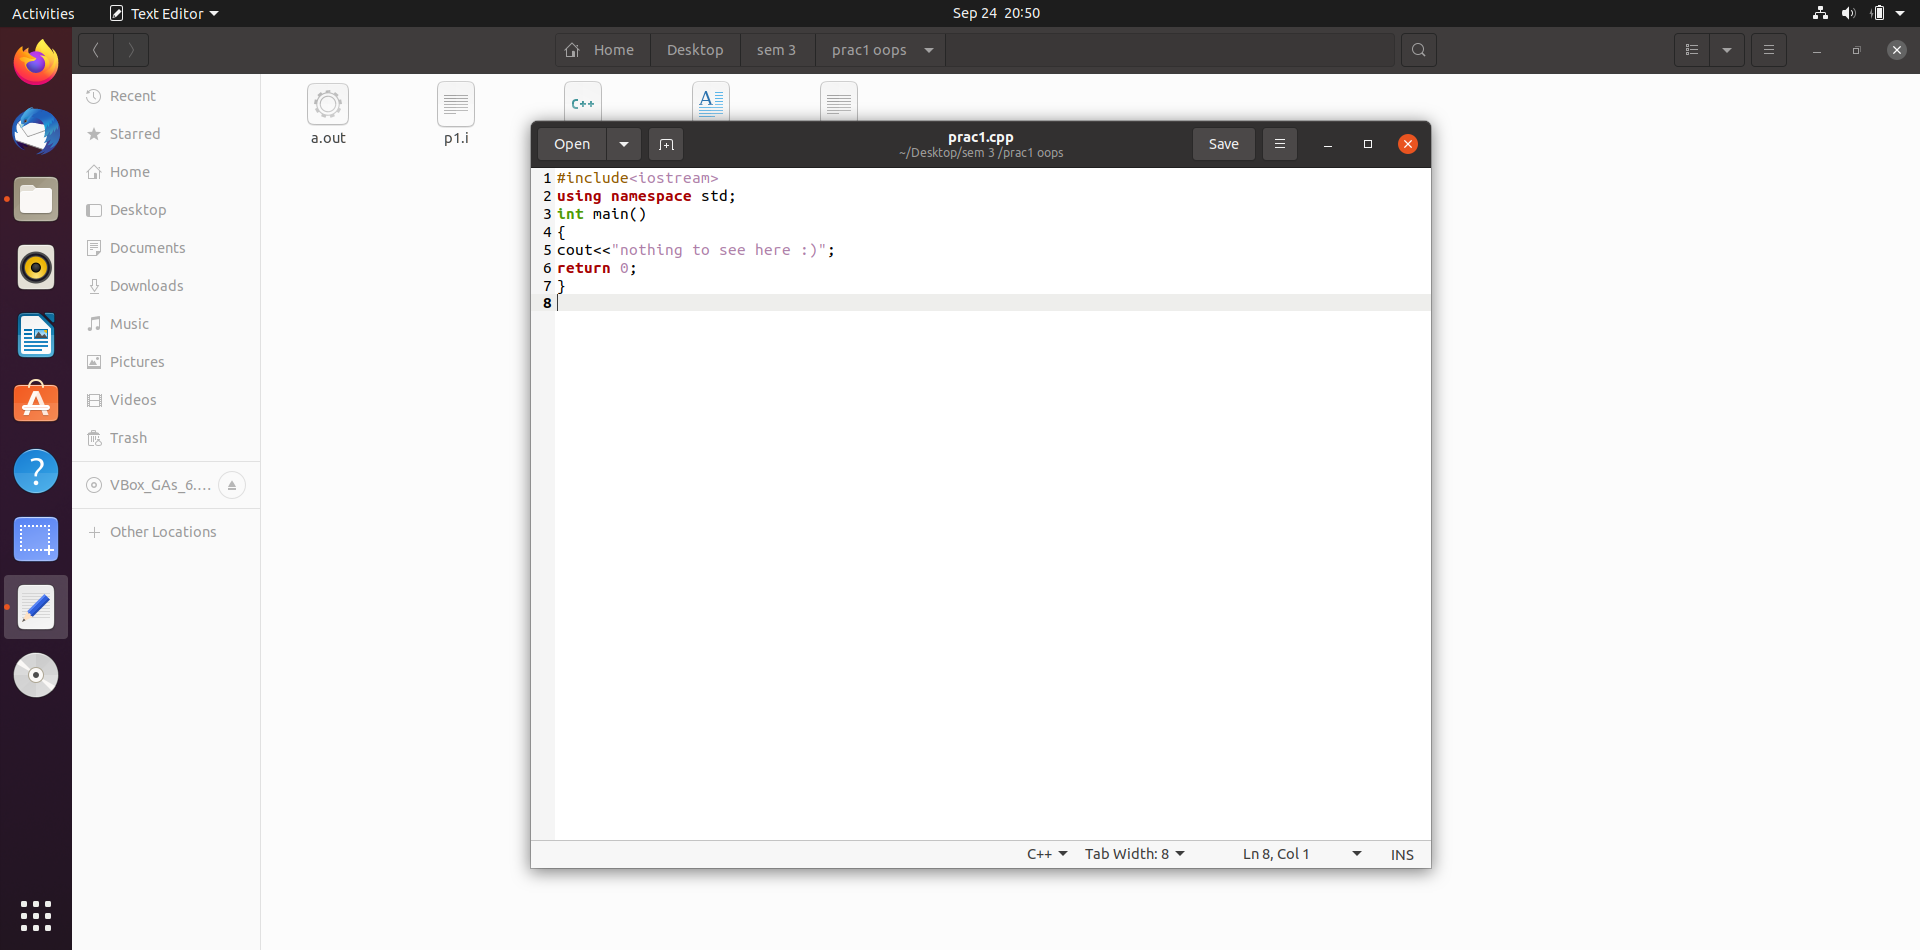 Activities
Text Editor
Sep 24 20:50
Home
Desktop
sem 3
prac1 oops
Recent
Starred
Home
Desktop
Documents
Downloads
Music
Pictures
Videos
Trash
VBox_GAs_6....
Other Locations
a.out
p1.i
C++
A
Open
prac1.cpp
~/Desktop/sem 3 /prac1 oops
Save
1 #include<iostream>
2 using namespace std;
3 int main()
4 {
5 cout<<"nothing to see here :)";
6 return 0;
7 }
8
C++
Tab Width: 8
Ln 8, Col 1
INS